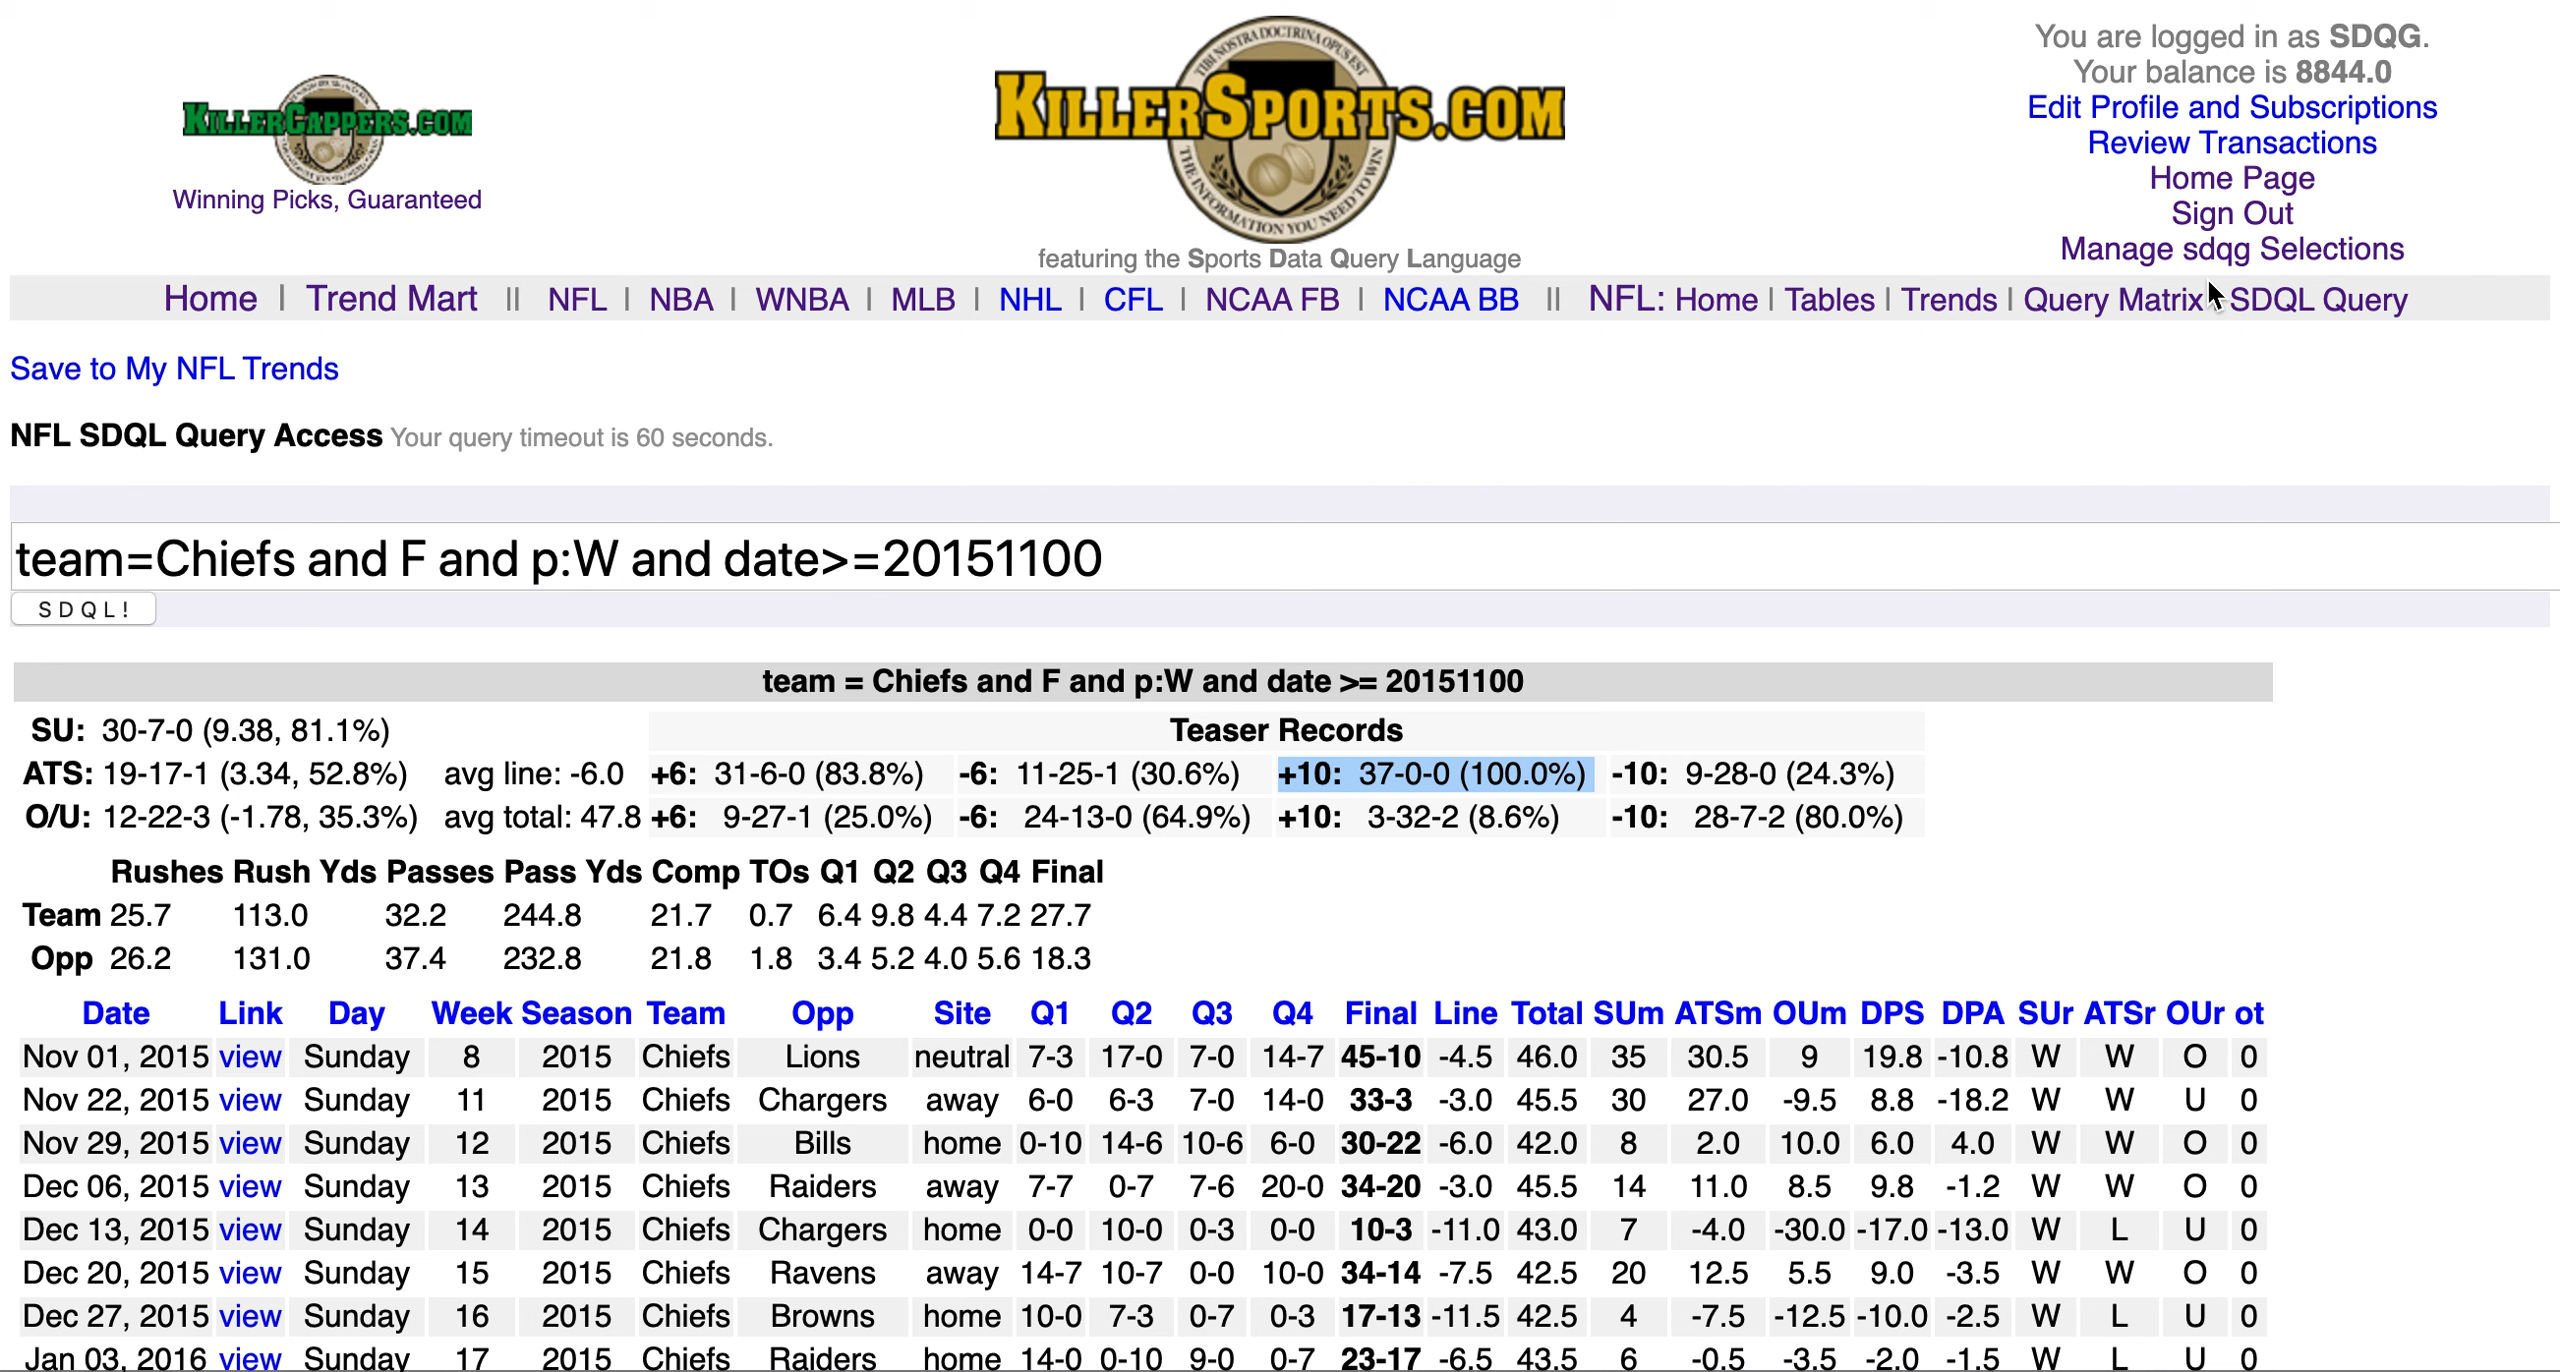 You are logged in as SDQG.
Your balance is 8844.0
Edit Profile and Subscriptions
Review Transactions
Home Page
Sign Out
Manage sdqg Selections
KILLERCAPPERS.COM
Winning Picks, Guaranteed
TIBI NOSTRA DOCTRINA OPUS EST
KILLERSPORTS.COM
THE INFORMATION YOU NEED TO WIN
featuring the Sports Data Query Language
Home | Trend Mart || NFL | NBA | WNBA | MLB | NHL | CFL | NCAA FB | NCAA BB || NFL: Home | Tables | Trends | Query Matrix SDQL Query
Save to My NFL Trends
NFL SDQL Query Access Your query timeout is 60 seconds.
team=Chiefs and F and p:W and date>=20151100
S D Q L !
team = Chiefs and F and p:W and date >= 20151100
SU: 30-7-0 (9.38, 81.1%) Teaser Records
ATS: 19-17-1 (3.34, 52.8%) avg line: -6.0 +6: 31-6-0 (83.8%) -6: 11-25-1 (30.6%) +10: 37-0-0 (100.0%) -10: 9-28-0 (24.3%)
O/U: 12-22-3 (-1.78, 35.3%) avg total: 47.8 +6: 9-27-1 (25.0%) -6: 24-13-0 (64.9%) +10: 3-32-2 (8.6%) -10: 28-7-2 (80.0%)
Rushes Rush Yds Passes Pass Yds Comp TOs Q1 Q2 Q3 Q4 Final
Team 25.7 113.0 32.2 244.8 21.7 0.7 6.4 9.8 4.4 7.2 27.7
Opp 26.2 131.0 37.4 232.8 21.8 1.8 3.4 5.2 4.0 5.6 18.3
Date Link Day Week Season Team Opp Site Q1 Q2 Q3 Q4 Final Line Total SUm ATSm OUm DPS DPA SUr ATSr OUr ot
Nov 01, 2015 view Sunday 8 2015 Chiefs Lions neutral 7-3 17-0 7-0 14-7 45-10 -4.5 46.0 35 30.5 9 19.8 -10.8 W W O 0
Nov 22, 2015 view Sunday 11 2015 Chiefs Chargers away 6-0 6-3 7-0 14-0 33-3 -3.0 45.5 30 27.0 -9.5 8.8 -18.2 W W U 0
Nov 29, 2015 view Sunday 12 2015 Chiefs Bills home 0-10 14-6 10-6 6-0 30-22 -6.0 42.0 8 2.0 10.0 6.0 4.0 W W O 0
Dec 06, 2015 view Sunday 13 2015 Chiefs Raiders away 7-7 0-7 7-6 20-0 34-20 -3.0 45.5 14 11.0 8.5 9.8 -1.2 W W O 0
Dec 13, 2015 view Sunday 14 2015 Chiefs Chargers home 0-0 10-0 0-3 0-0 10-3 -11.0 43.0 7 -4.0 -30.0 -17.0 -13.0 W L U 0
Dec 20, 2015 view Sunday 15 2015 Chiefs Ravens away 14-7 10-7 0-0 10-0 34-14 -7.5 42.5 20 12.5 5.5 9.0 -3.5 W W O 0
Dec 27, 2015 view Sunday 16 2015 Chiefs Browns home 10-0 7-3 0-7 0-3 17-13 -11.5 42.5 4 -7.5 -12.5 -10.0 -2.5 W L U 0
Jan 03, 2016 view Sunday 17 2015 Chiefs Raiders home 14-0 0-10 9-0 0-7 23-17 -6.5 43.5 6 -0.5 -3.5 -2.0 -1.5 W L U 0